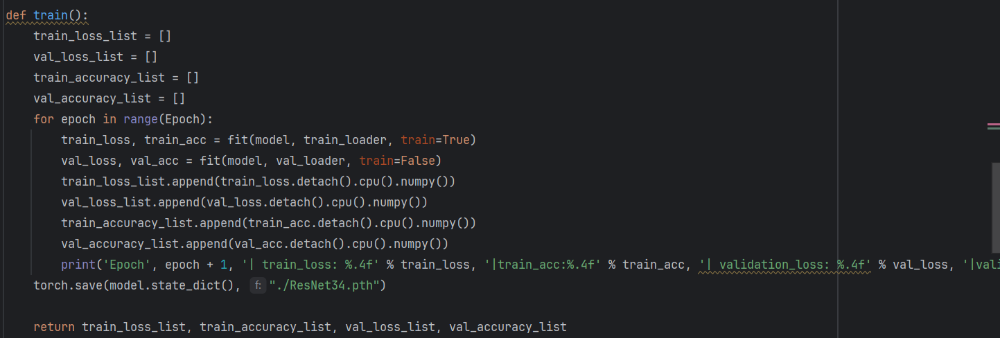 def train():
    train_loss_list = []
    val_loss_list = []
    train_accuracy_list = []
    val_accuracy_list = []
    for epoch in range(Epoch):
        train_loss, train_acc = fit(model, train_loader, train=True)
        val_loss, val_acc = fit(model, val_loader, train=False)
        train_loss_list.append(train_loss.detach().cpu().numpy())
        val_loss_list.append(val_loss.detach().cpu().numpy())
        train_accuracy_list.append(train_acc.detach().cpu().numpy())
        val_accuracy_list.append(val_acc.detach().cpu().numpy())
        print('Epoch', epoch + 1, '| train_loss: %.4f' % train_loss, '|train_acc:%.4f' % train_acc, '| validation_loss: %.4f' % val_loss, '|vali
    torch.save(model.state_dict(), f: "./ResNet34.pth")
    return train_loss_list, train_accuracy_list, val_loss_list, val_accuracy_list